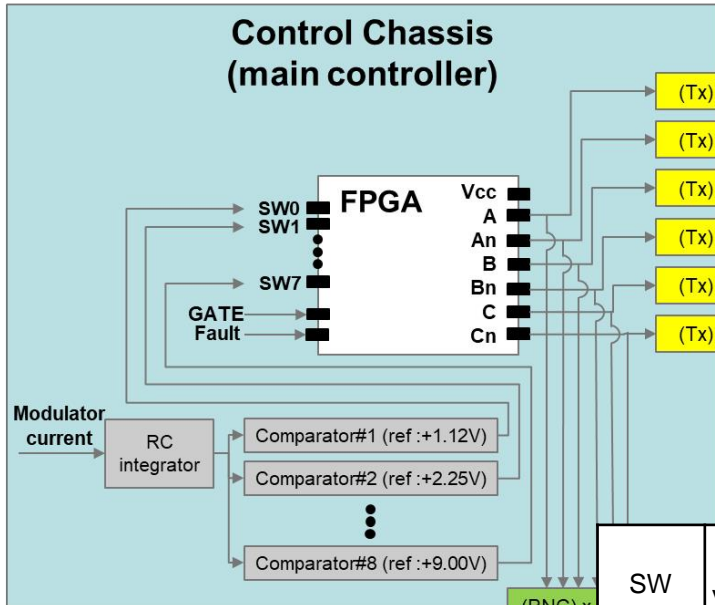 Control Chassis
(main controller)
(Tx)
(Tx)
(Tx)
(Tx)
(Tx)
(Tx)
FPGA
Vcc
A
An
B
Bn
C
Cn
SW0
SW1
SW7
GATE
Fault
Modulator
current
RC
integrator
Comparator#1 (ref :+1.12V)
Comparator#2 (ref :+2.25V)
Comparator#8 (ref :+9.00V)
SW